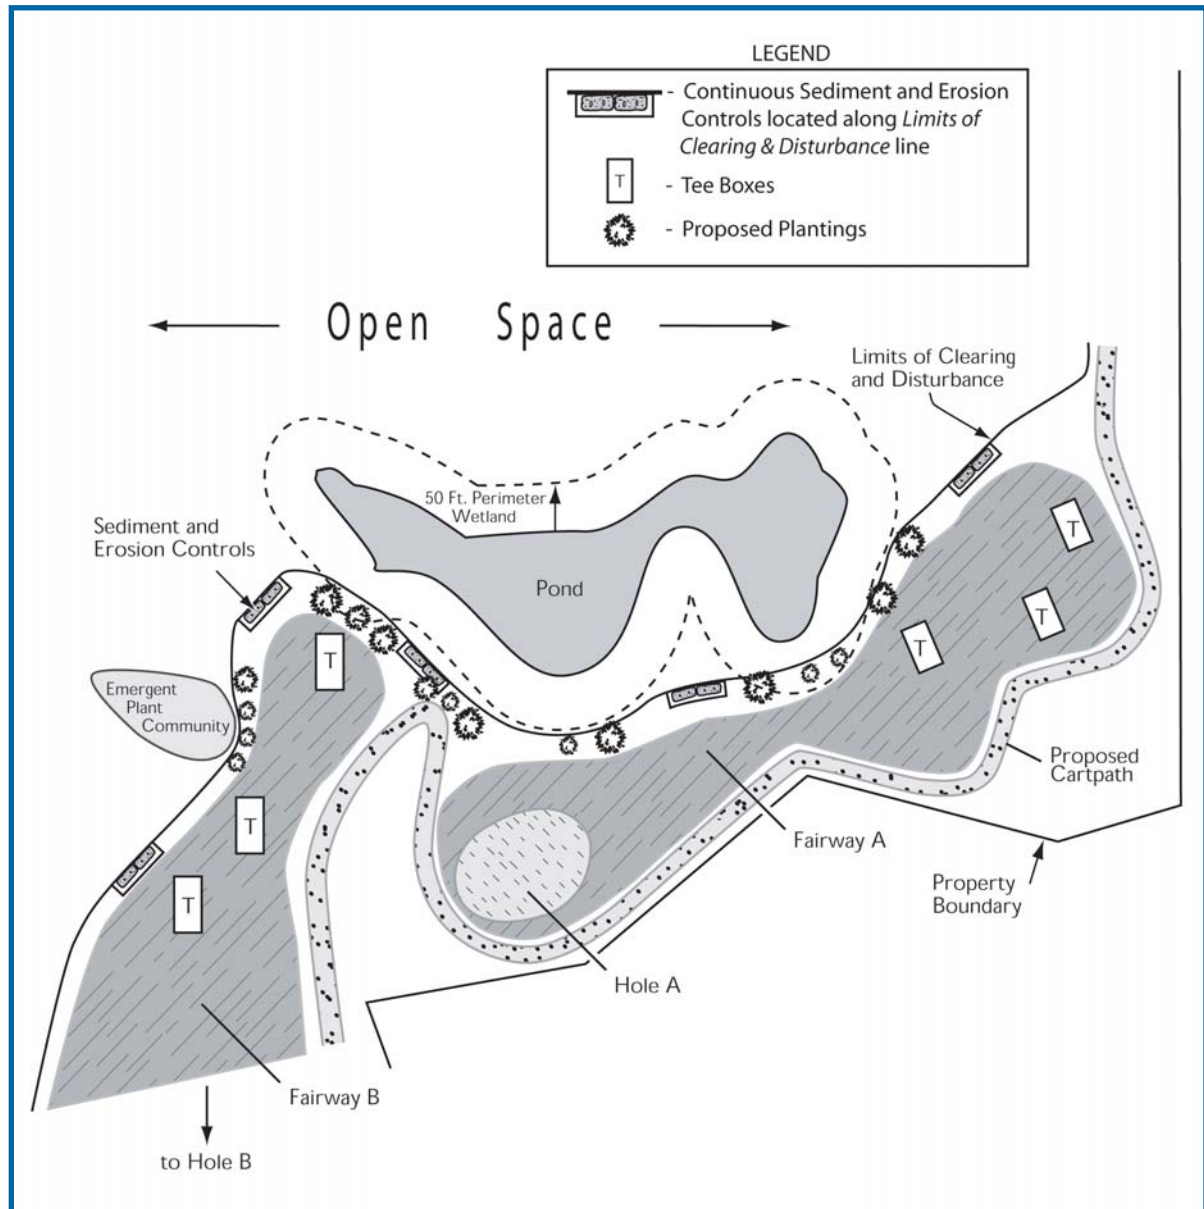 LEGEND
- Continuous Sediment and Erosion
Controls located along Limits of
Clearing & Disturbance line
T
- Tee Boxes
- Proposed Plantings
Open Space
Limits of Clearing
and Disturbance
50 Ft. Perimeter
Wetland
Sediment and
Erosion Controls
Pond
T
T
T
T
Emergent
Plant
Community
Proposed
Cartpath
T
Fairway A
T
Property
Boundary
Hole A
Fairway B
to Hole B